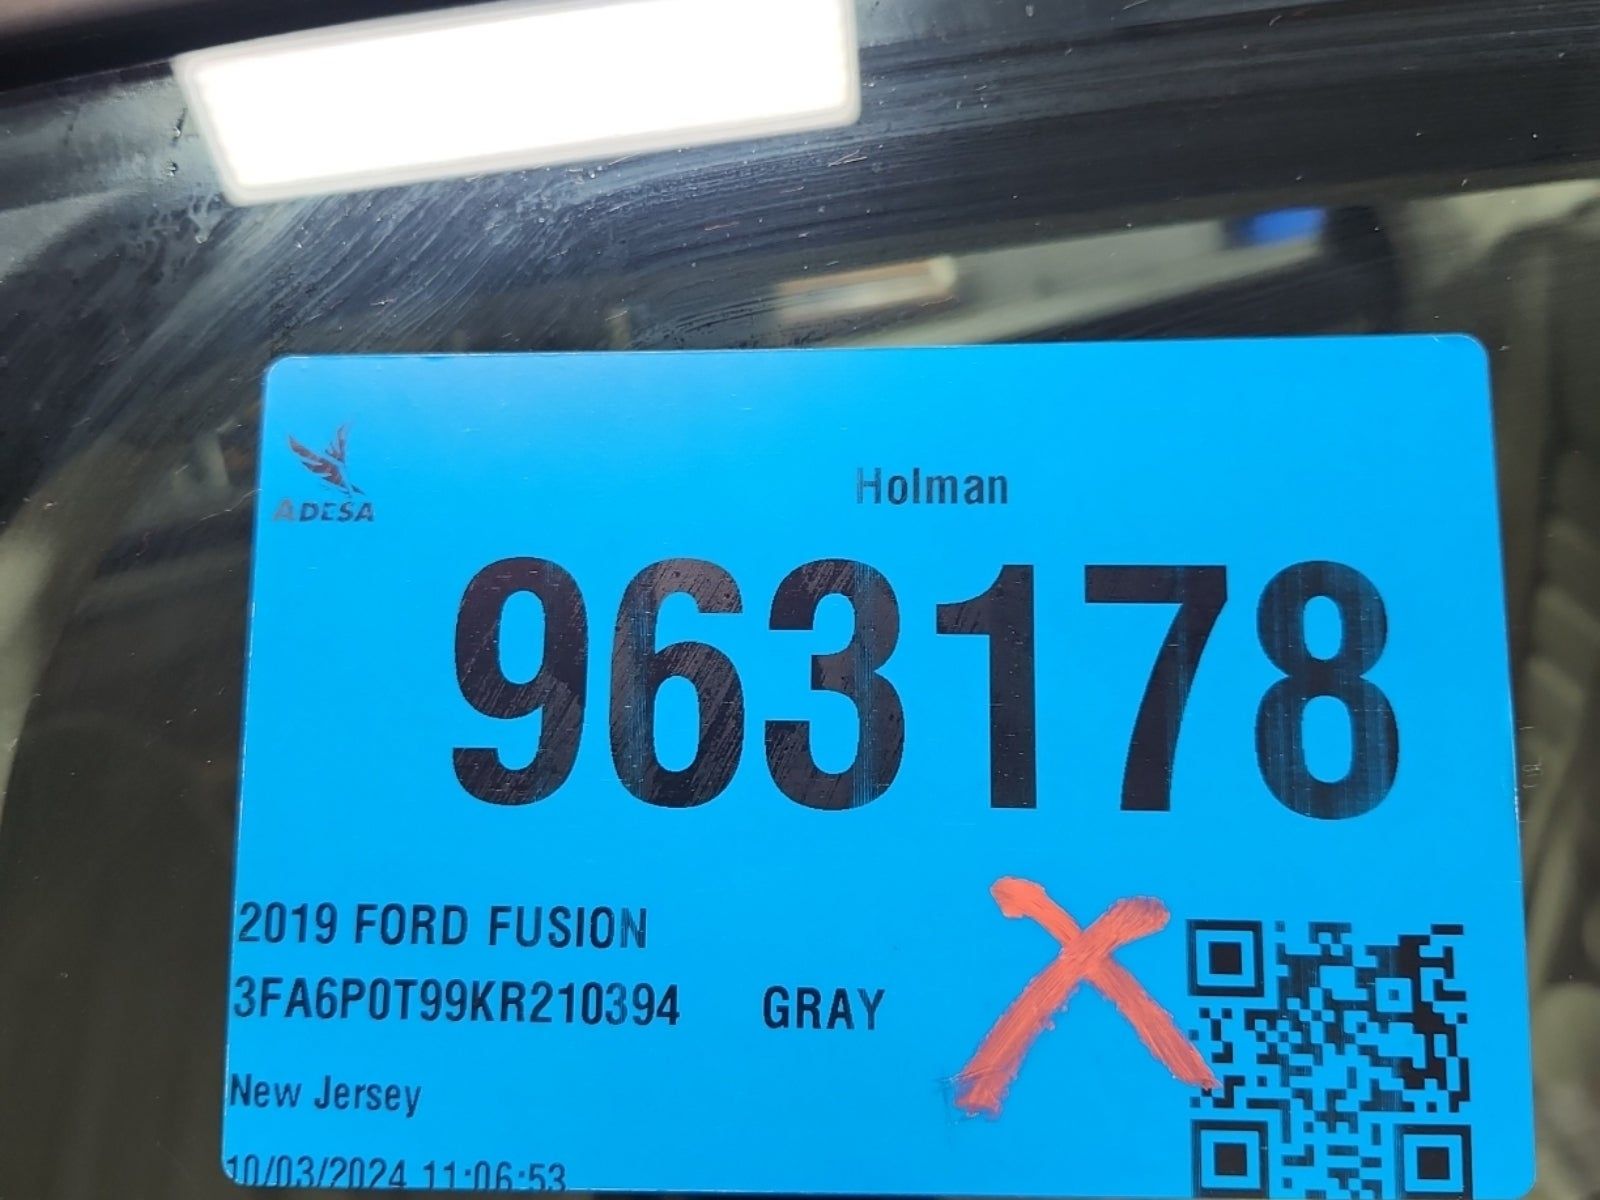 ADESA
Holman
963178
2019 FORD FUSION
3FA6P0T99KR210394 GRAY
New Jersey
10/03/2024 11:06:53